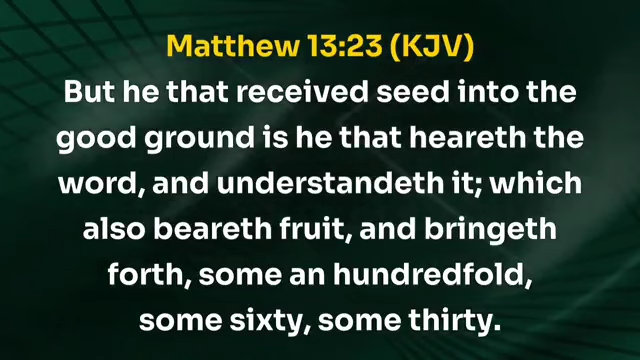 Matthew 13:23 (KJV)
But he that received seed into the
good ground is he that heareth the
word, and understandeth it; which
also beareth fruit, and bringeth
forth, some an hundredfold,
some sixty, some thirty.